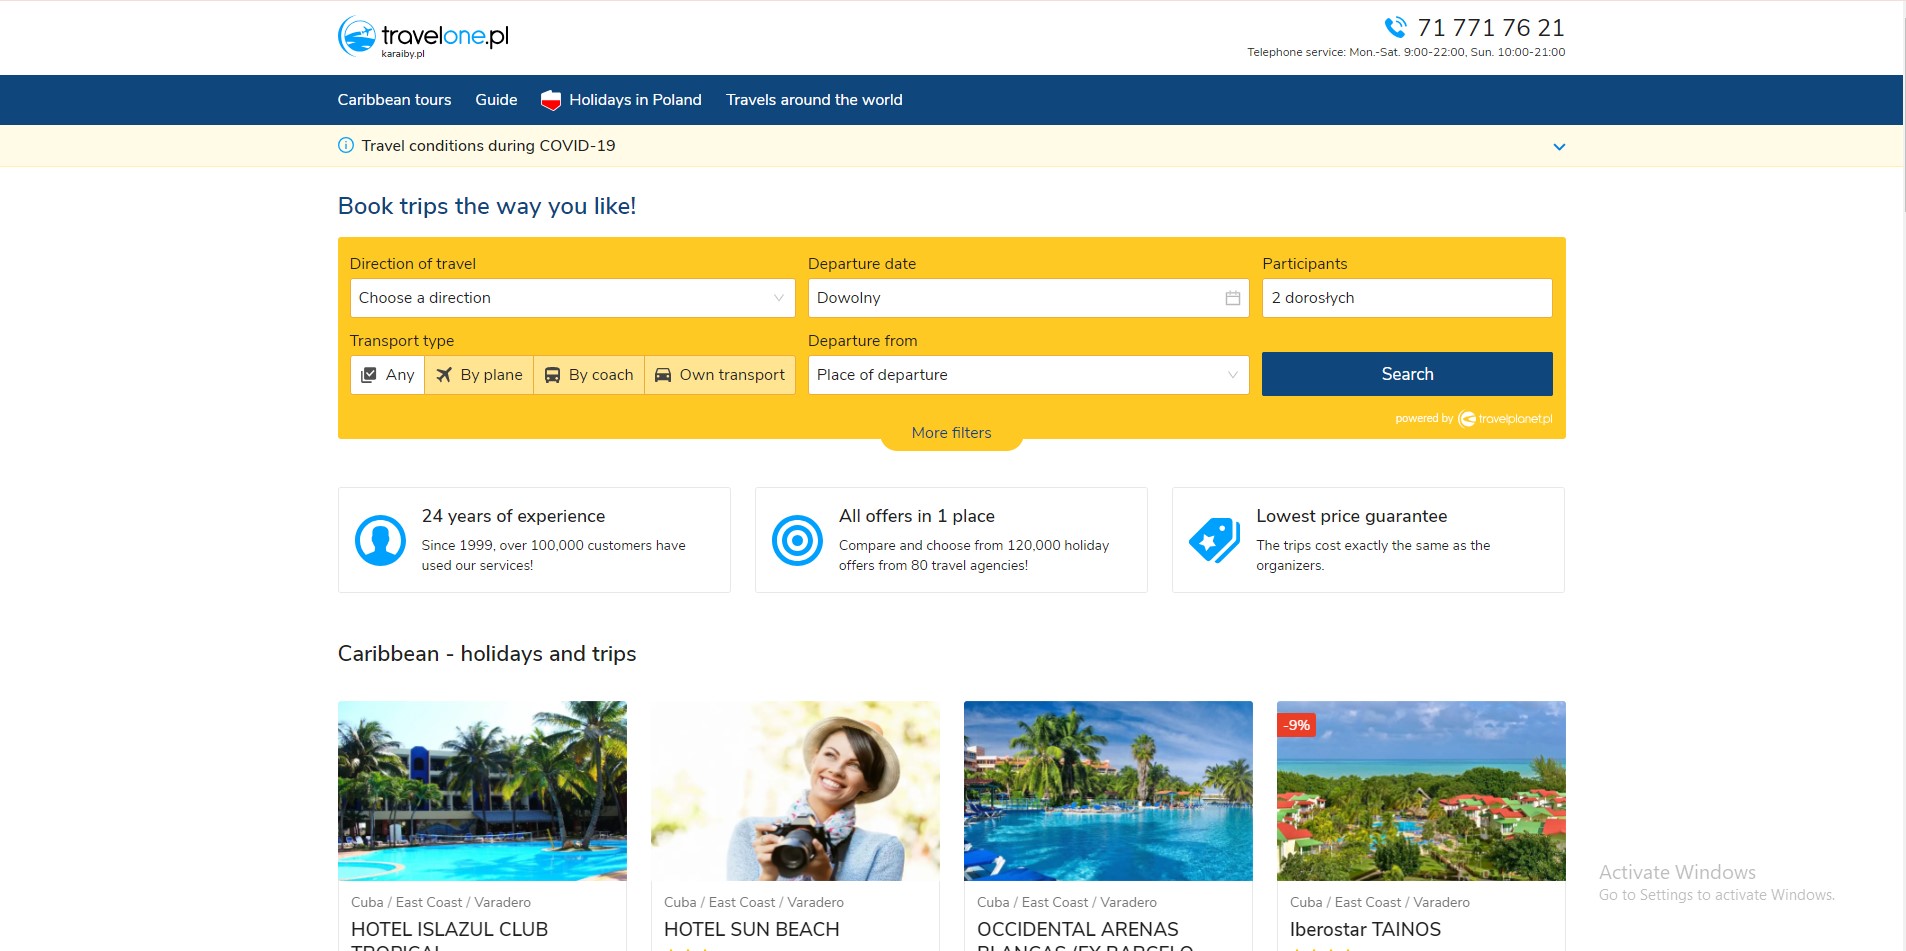 travelone.pl
karaiby.pl
71 771 76 21
Telephone service: Mon.-Sat. 9:00-22:00, Sun. 10:00-21:00
Caribbean tours Guide Holidays in Poland Travels around the world
Travel conditions during COVID-19
Book trips the way you like!
Direction of travel Departure date Participants
Choose a direction Dowolny 2 dorosłych
Transport type Departure from
Any By plane By coach Own transport Place of departure Search
powered by travelplanet.pl
More filters
24 years of experience
Since 1999, over 100,000 customers have
used our services!
All offers in 1 place
Compare and choose from 120,000 holiday
offers from 80 travel agencies!
Lowest price guarantee
The trips cost exactly the same as the
organizers.
Caribbean - holidays and trips
-9%
Cuba / East Coast / Varadero
HOTEL ISLAZUL CLUB
TROPICAL
Cuba / East Coast / Varadero
HOTEL SUN BEACH
Cuba / East Coast / Varadero
OCCIDENTAL ARENAS
BLANCAS (EX BARCELO
Cuba / East Coast / Varadero
Iberostar TAINOS
Activate Windows
Go to Settings to activate Windows.